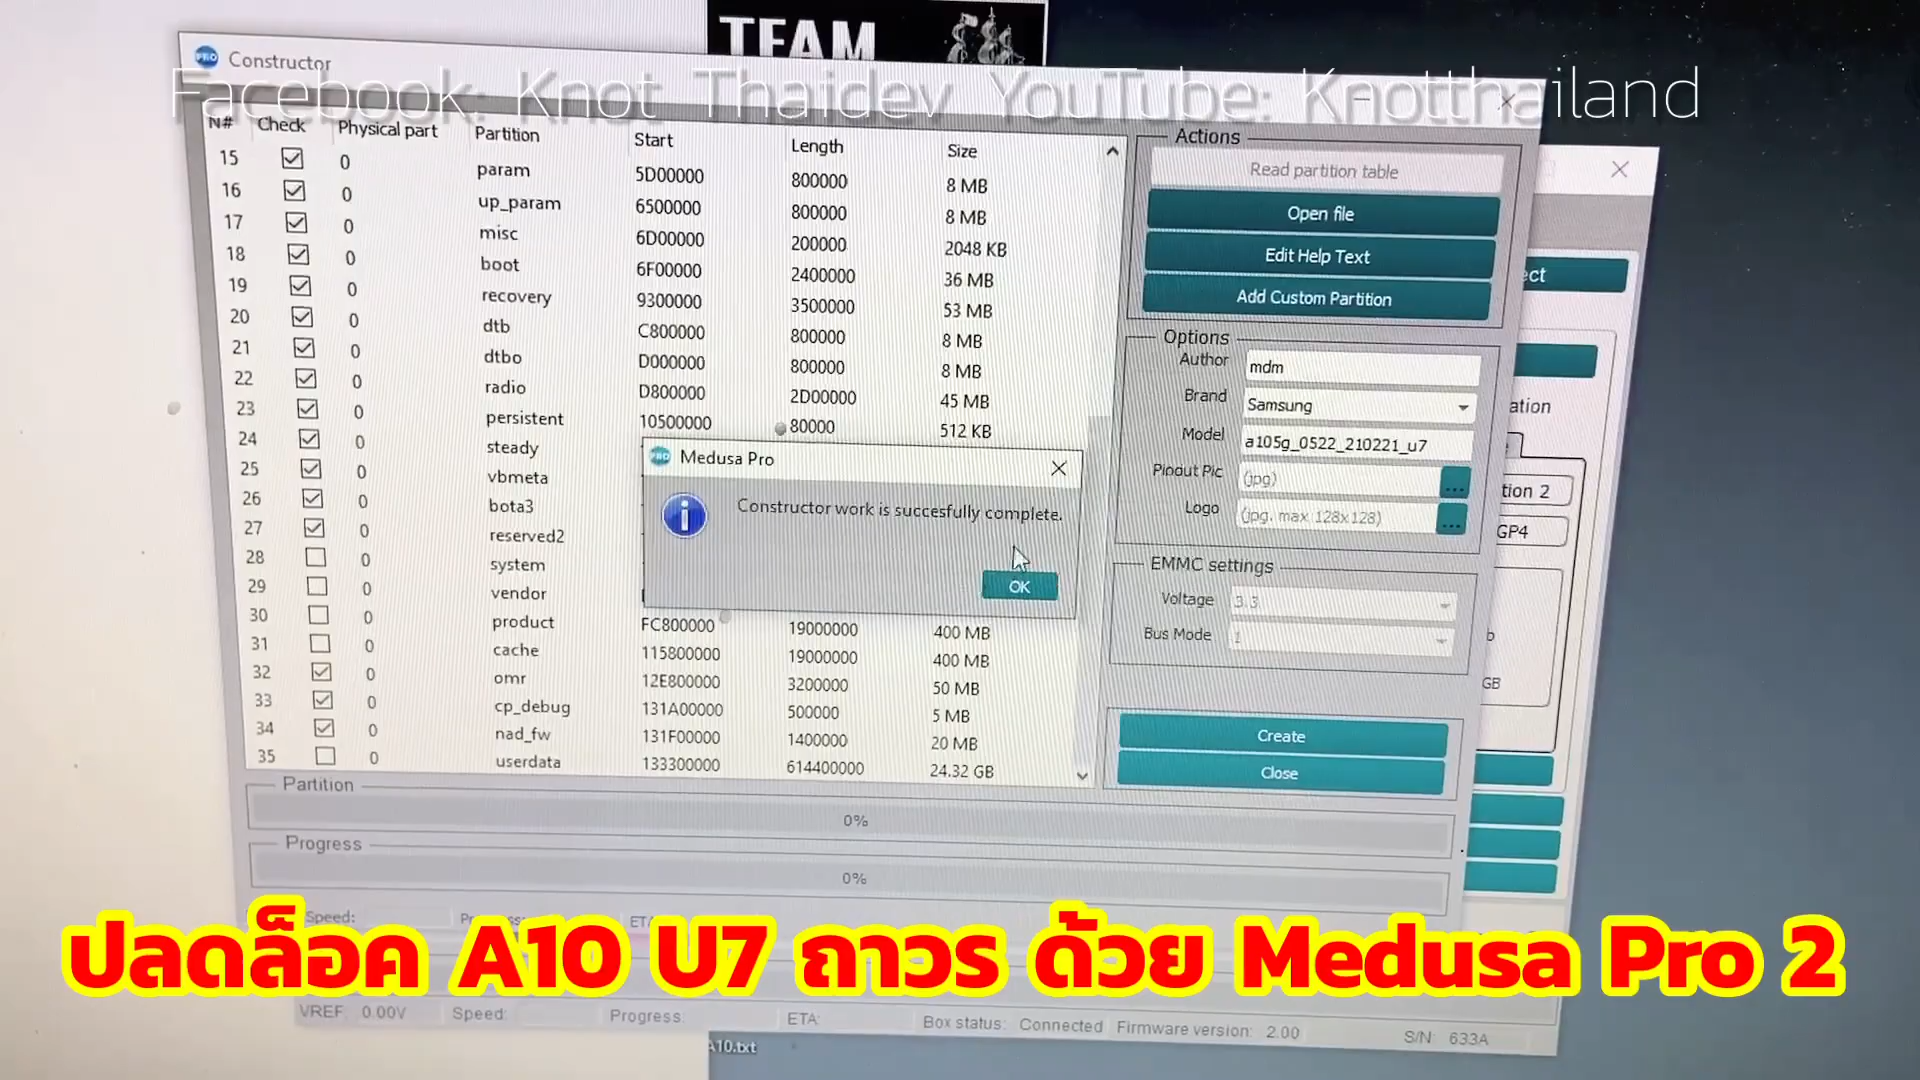 TEAM
Constructor
Facebook: Knot Thaidev YouTube: Knotthailand
N# Check Physical part Partition Start Length Size
15 0 param 5D00000 800000 8 MB
16 0 up_param 6500000 800000 8 MB
17 0 misc 6D00000 200000 2048 KB
18 0 boot 6F00000 2400000 36 MB
19 0 recovery 9300000 3500000 53 MB
20 0 dtb C800000 800000 8 MB
21 0 dtbo D000000 800000 8 MB
22 0 radio D800000 2D00000 45 MB
23 0 persistent 10500000 80000 512 KB
24 0 steady
25 0 vbmeta
26 0 bota3
27 0 reserved2
28 0 system
29 0 vendor
30 0 product FC800000 19000000 400 MB
31 0 cache 115800000 19000000 400 MB
32 0 omr 12E800000 3200000 50 MB
33 0 cp_debug 131A00000 500000 5 MB
34 0 nad_fw 131F00000 1400000 20 MB
35 0 userdata 133300000 614400000 24.32 GB
Medusa Pro
Constructor work is succesfully complete.
OK
Actions
Read partition table
Open file
Edit Help Text
Add Custom Partition
Options
Author mdm
Brand Samsung
Model a105g_0522_210221_u7
Pinout Pic (jpg) ...
Logo (jpg. max 128x128) ...
EMMC settings
Voltage 3.3
Bus Mode 1
Create
Close
ect
ation
tion 2
GP4
b
GB
Partition
0%
Progress
0%
Speed: ETA
ปลดล็อค A10 U7 ถาวร ด้วย Medusa Pro 2
VREF: 0.00V Speed: Progress: ETA: Box status: Connected Firmware version: 2.00 S/N: 633A
A10.txt